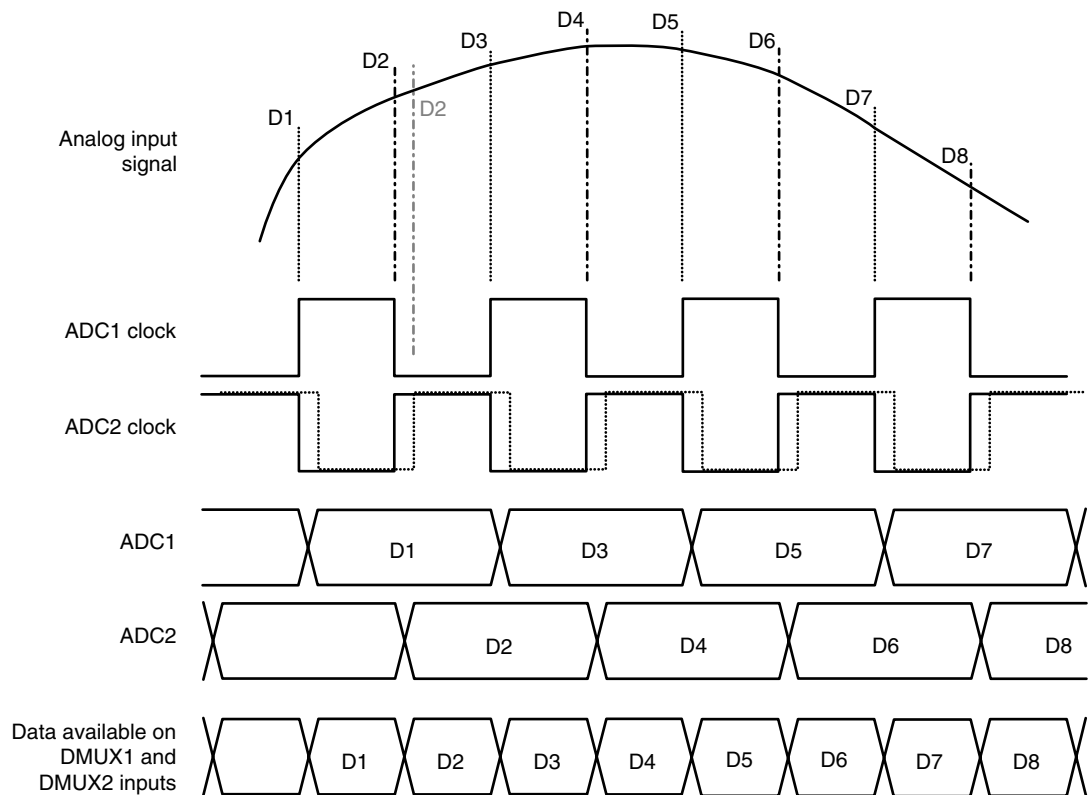 D1
D2
D2
D3
D4
D5
D6
D7
D8
Analog input
signal
ADC1 clock
ADC2 clock
ADC1
D1
D3
D5
D7
ADC2
D2
D4
D6
D8
Data available on
DMUX1 and
DMUX2 inputs
D1
D2
D3
D4
D5
D6
D7
D8